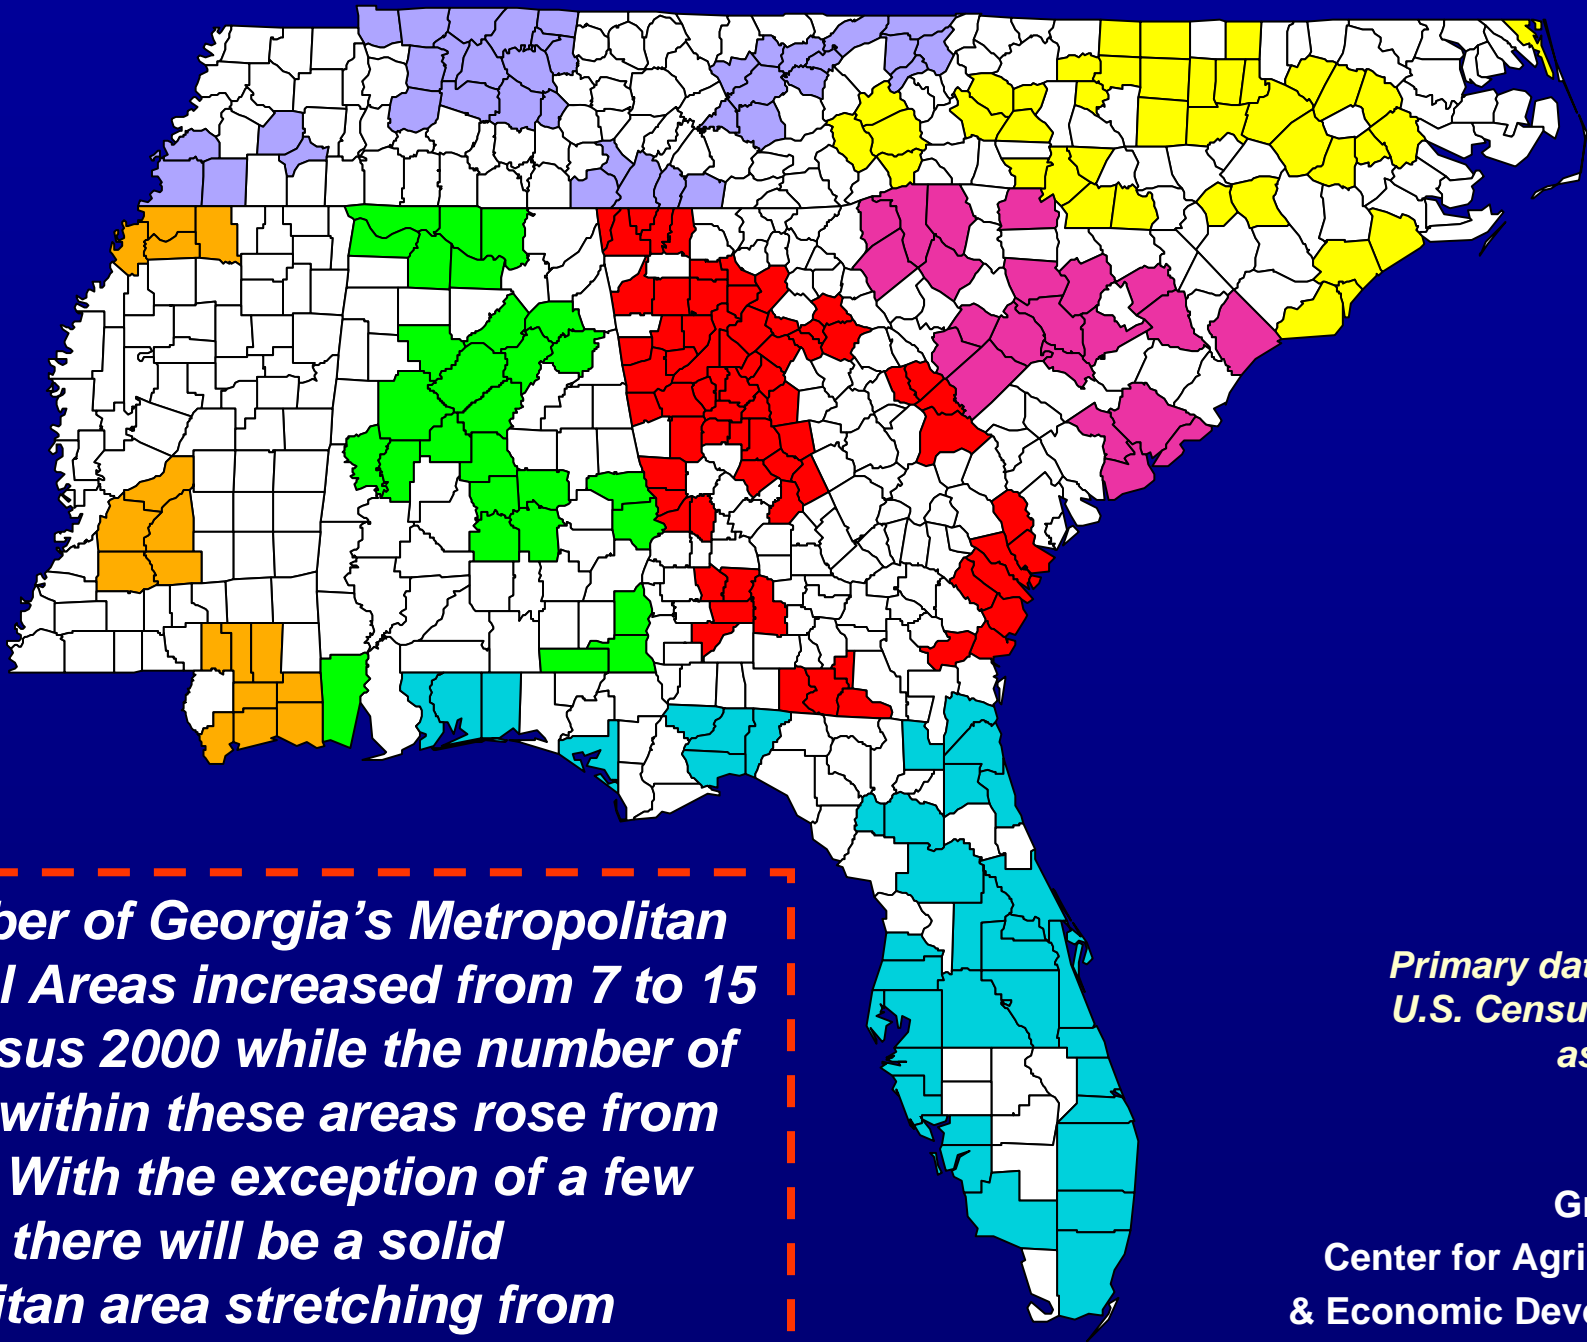 ber of Georgia's Metropolitan
l Areas increased from 7 to 15
sus 2000 while the number of
within these areas rose from
With the exception of a few
there will be a solid
itan area stretching from
Primary dat
U.S. Censu
as
Gr
Center for Agri
& Economic Deve